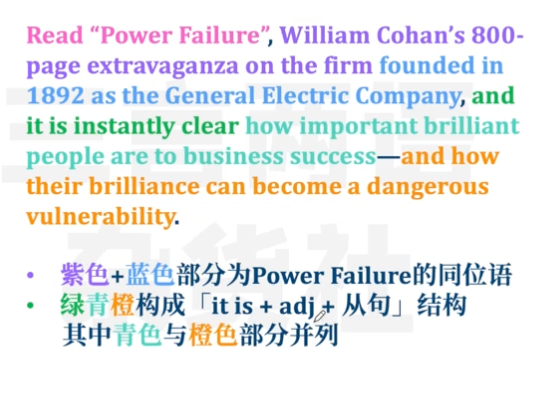 Read “Power Failure”, William Cohan’s 800-
page extravaganza on the firm founded in
1892 as the General Electric Company, and
it is instantly clear how important brilliant
people are to business success—and how
their brilliance can become a dangerous
vulnerability.
• 紫色+蓝色部分为Power Failure的同位语
• 绿青橙构成「it is + adj + 从句」结构
其中青色与橙色部分并列